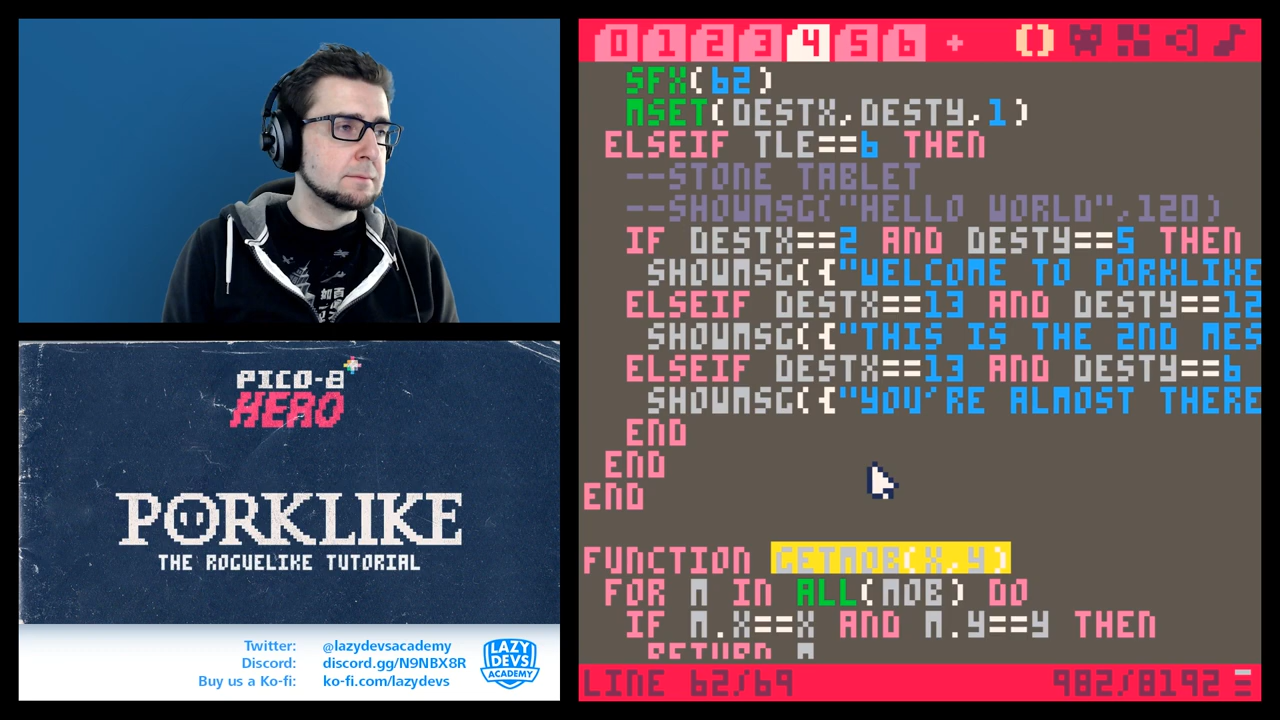 PICO-8
HERO
PORKLIKE
THE ROGUELIKE TUTORIAL
Twitter: @lazydevsacademy
Discord: discord.gg/N9NBX8R
Buy us a Ko-fi: ko-fi.com/lazydevs
LAZY
DEVS
ACADEMY
0 1 2 3 4 5 6 +
SFX(62)
MSET(DESTX,DESTY,1)
ELSEIF TLE==6 THEN
--STONE TABLET
--SHOWMSG("HELLO WORLD",120)
IF DESTX==2 AND DESTY==5 THEN
SHOWMSG({"WELCOME TO PORKLIKE
ELSEIF DESTX==13 AND DESTY==12
SHOWMSG({"THIS IS THE 2ND MES
ELSEIF DESTX==13 AND DESTY==6
SHOWMSG({"YOU'RE ALMOST THERE
END
END
END
FUNCTION GETMOB(X,Y)
FOR M IN ALL(MOB) DO
IF M.X==X AND M.Y==Y THEN
RETURN M
LINE 62/69 982/8192